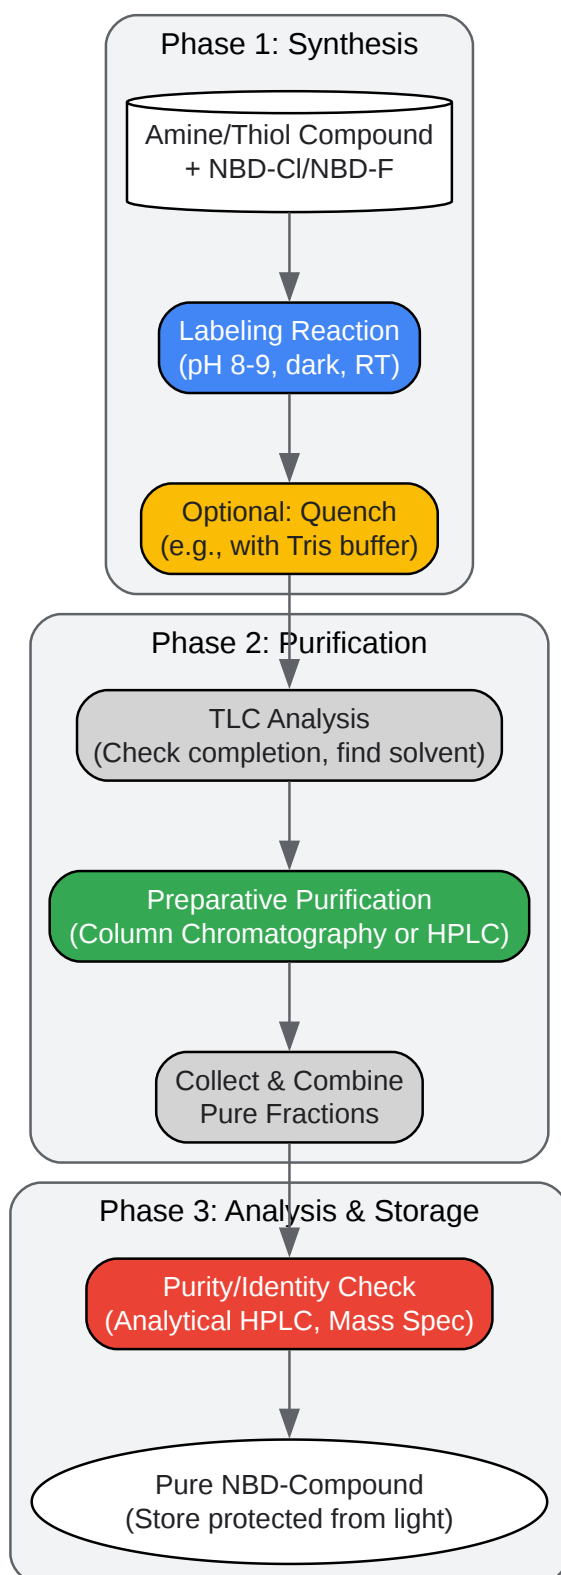 Phase 1: Synthesis
Amine/Thiol Compound
+ NBD-Cl/NBD-F
Labeling Reaction
(pH 8-9, dark, RT)
Optional: Quench
(e.g., with Tris buffer)
Phase 2: Purification
TLC Analysis
(Check completion, find solvent)
Preparative Purification
(Column Chromatography or HPLC)
Collect & Combine
Pure Fractions
Phase 3: Analysis & Storage
Purity/Identity Check
(Analytical HPLC, Mass Spec)
Pure NBD-Compound
(Store protected from light)